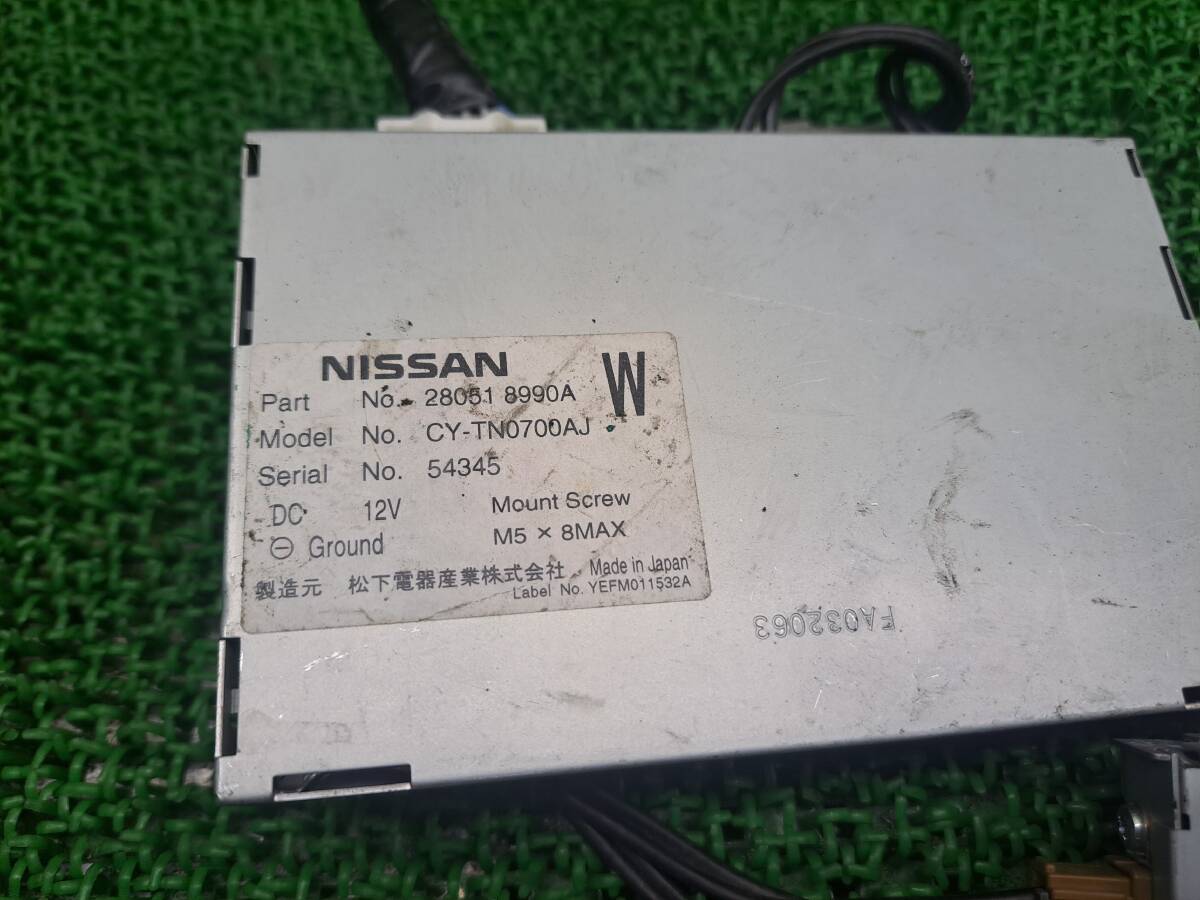 NISSAN W
Part No. 28051 8990A
Model No. CY-TN0700AJ
Serial No. 54345
DC 12V Mount Screw
⊖ Ground M5 × 8MAX
製造元 松下電器産業株式会社 Made in Japan
Label No. YEFM011532A
FA032063